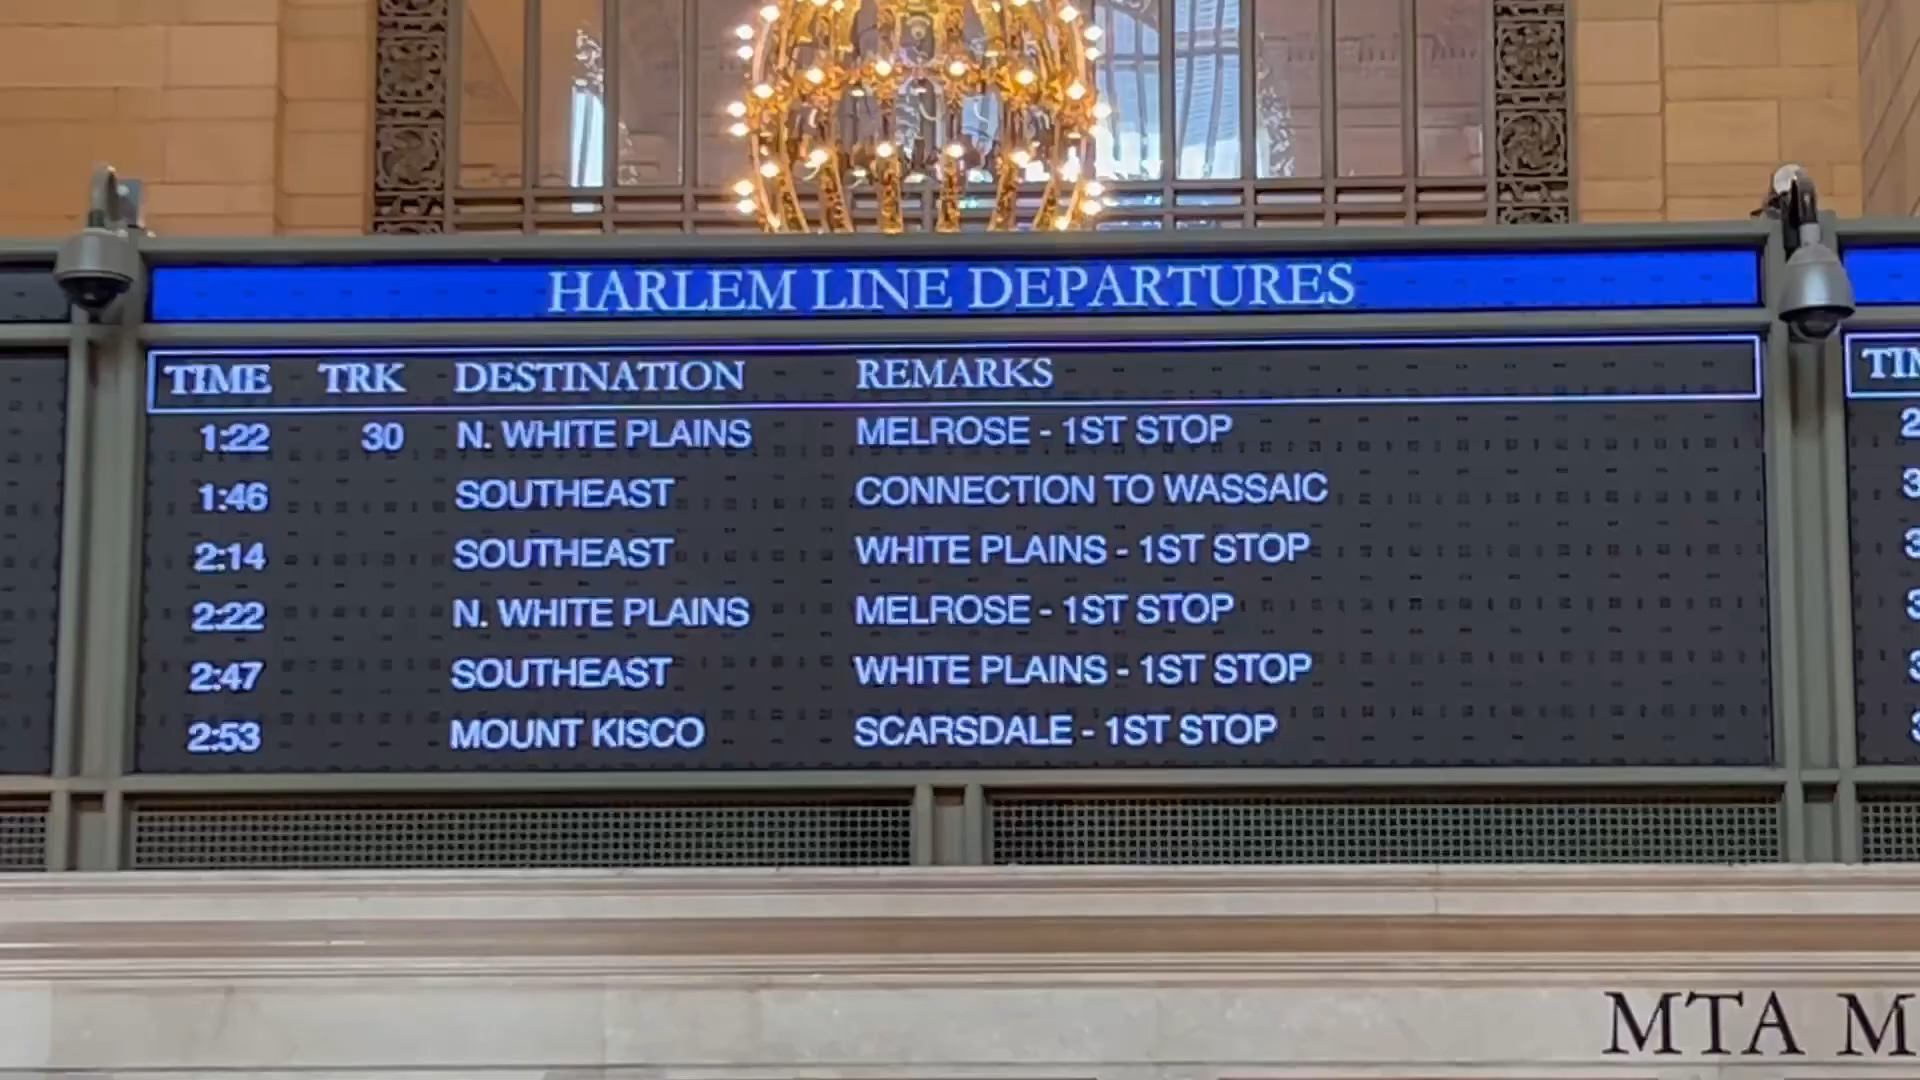 HARLEM LINE DEPARTURES
TIME TRK DESTINATION REMARKS
1:22 30 N. WHITE PLAINS MELROSE - 1ST STOP
1:46 SOUTHEAST CONNECTION TO WASSAIC
2:14 SOUTHEAST WHITE PLAINS - 1ST STOP
2:22 N. WHITE PLAINS MELROSE - 1ST STOP
2:47 SOUTHEAST WHITE PLAINS - 1ST STOP
2:53 MOUNT KISCO SCARSDALE - 1ST STOP
MTA